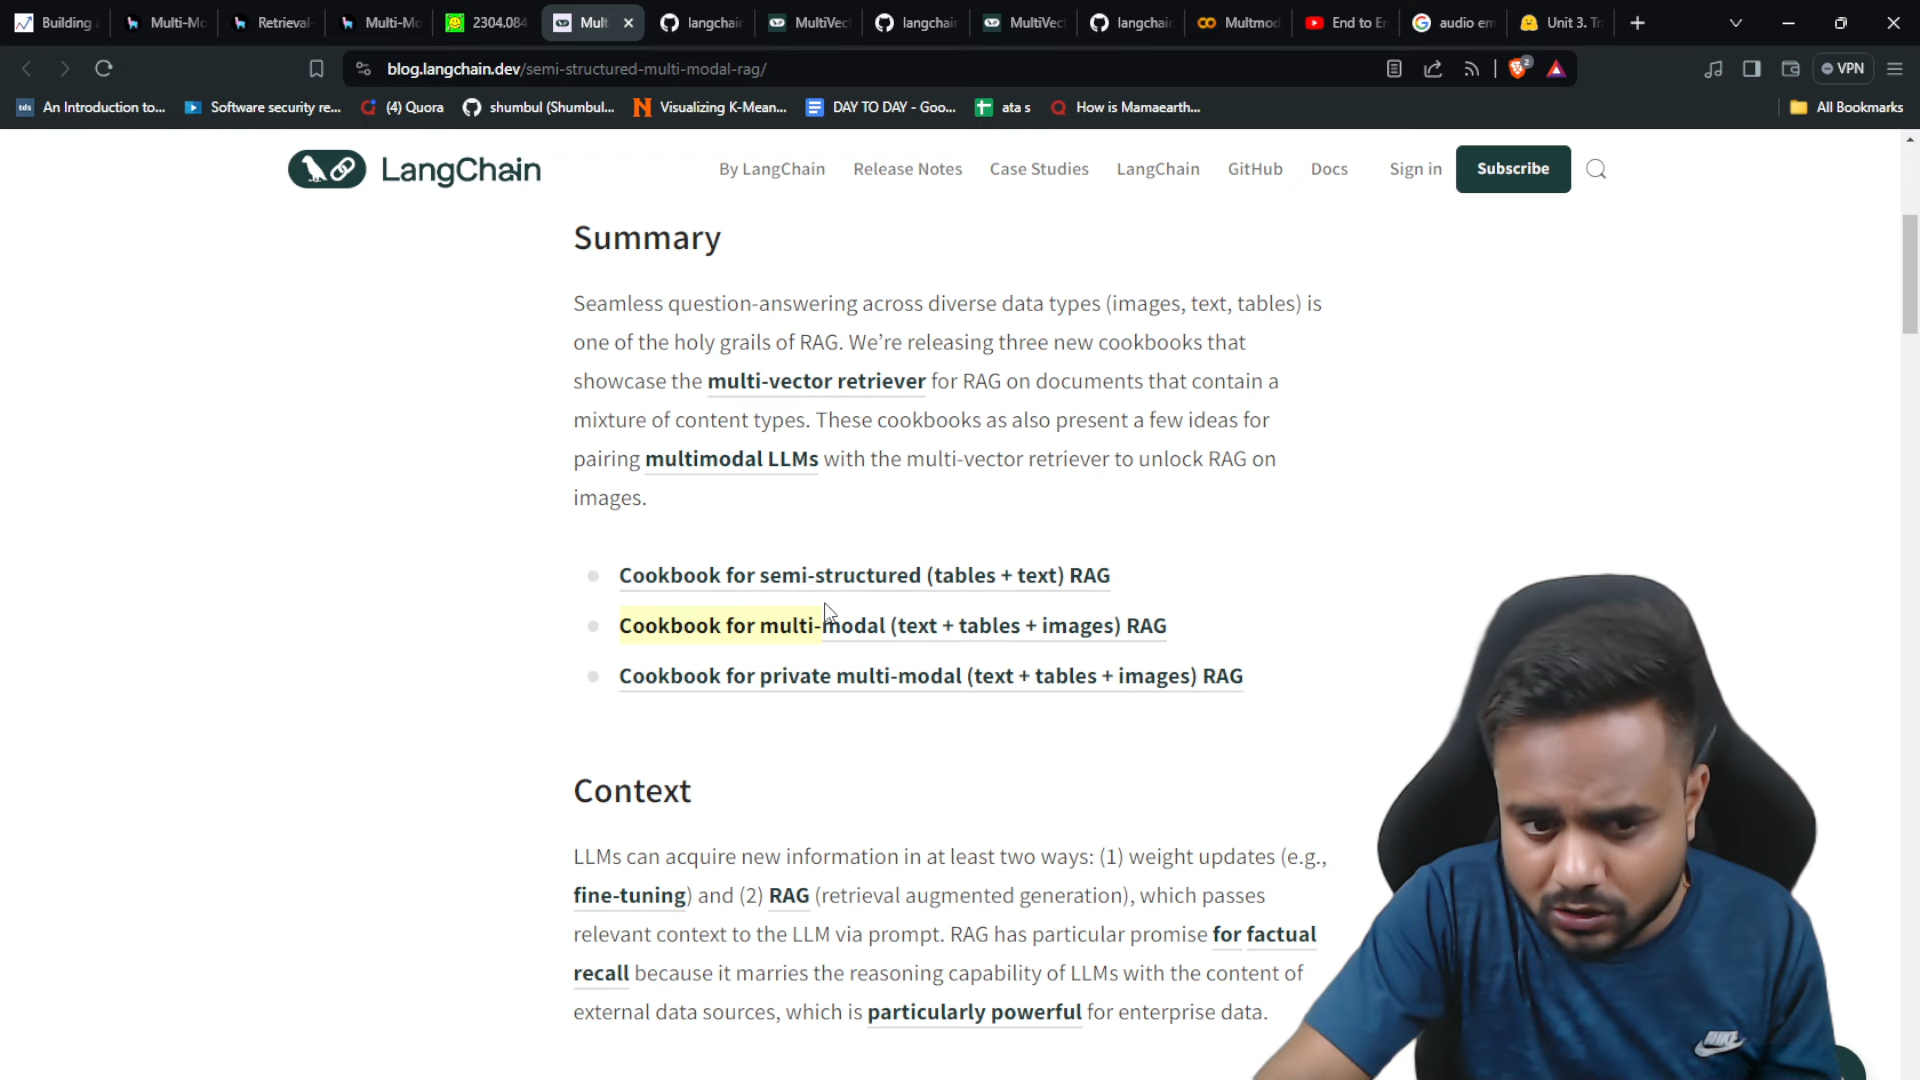 Building
Multi-Mo
Retrieval-
Multi-Mo
2304.084
Mult
langchai
MultiVect
langchai
MultiVect
langchai
Multmod
End to En
audio em
Unit 3. Tr
blog.langchain.dev/semi-structured-multi-modal-rag/
2
VPN
tds An Introduction to...
Software security re...
(4) Quora
shumbul (Shumbul...
Visualizing K-Mean...
DAY TO DAY - Goo...
ata s
How is Mamaearth...
All Bookmarks
LangChain
By LangChain
Release Notes
Case Studies
LangChain
GitHub
Docs
Sign in
Subscribe
Summary
Seamless question-answering across diverse data types (images, text, tables) is
one of the holy grails of RAG. We’re releasing three new cookbooks that
showcase the multi-vector retriever for RAG on documents that contain a
mixture of content types. These cookbooks as also present a few ideas for
pairing multimodal LLMs with the multi-vector retriever to unlock RAG on
images.
Cookbook for semi-structured (tables + text) RAG
Cookbook for multi-modal (text + tables + images) RAG
Cookbook for private multi-modal (text + tables + images) RAG
Context
LLMs can acquire new information in at least two ways: (1) weight updates (e.g.,
fine-tuning) and (2) RAG (retrieval augmented generation), which passes
relevant context to the LLM via prompt. RAG has particular promise for factual
recall because it marries the reasoning capability of LLMs with the content of
external data sources, which is particularly powerful for enterprise data.
NIKE